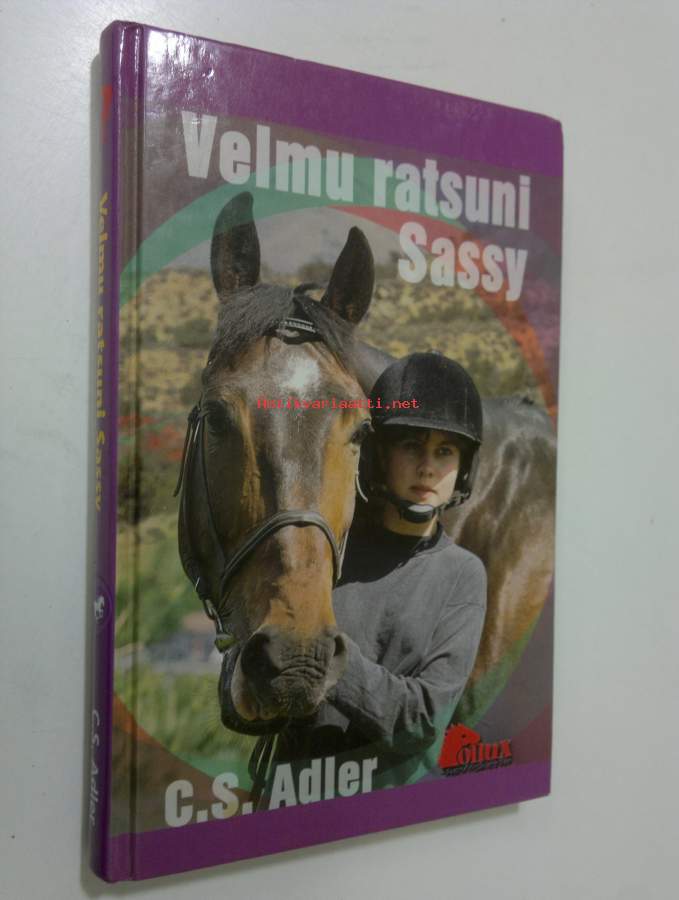 Velmu ratsuni
Sassy
Antikvariaatti.net
C.S. Adler
Pollux
Velmu ratsuni Sassy
C.S. Adler